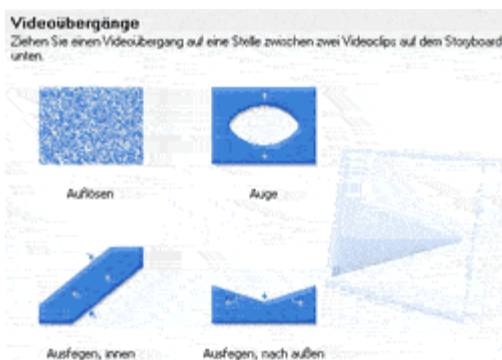 Videoübergänge
Ziehen Sie einen Videoübergang auf eine Stelle zwischen zwei Videoclips auf dem Storyboard
unten.
Auflösen
Auge
Ausfegen, innen
Ausfegen, nach außen